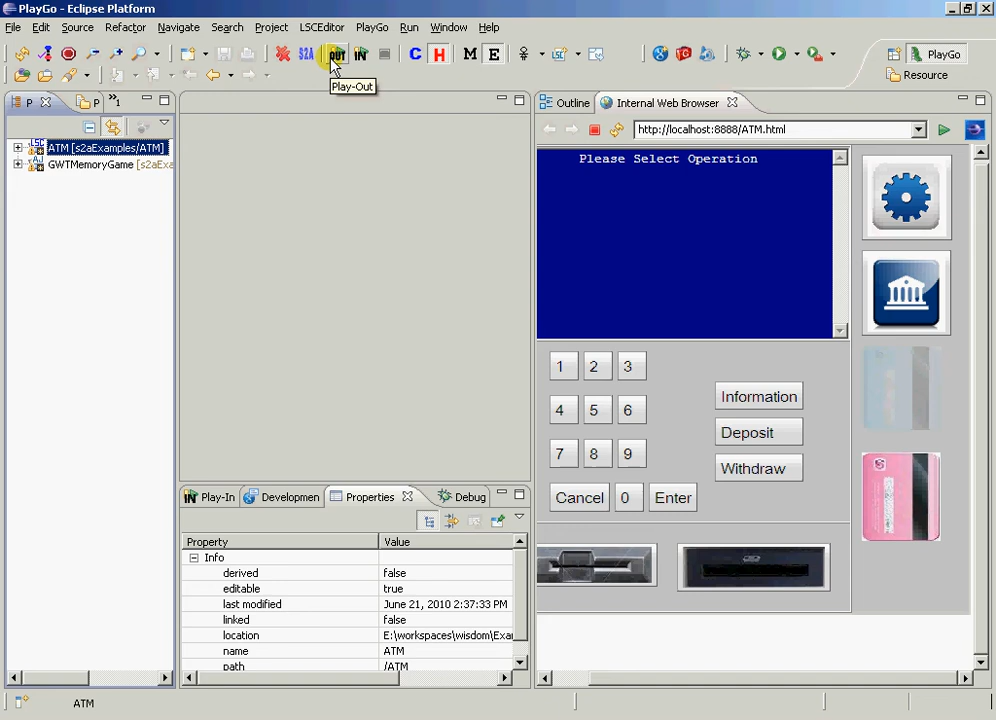 PlayGo - Eclipse Platform
File Edit Source Refactor Navigate Search Project LSCEditor PlayGo Run Window Help
S2A OUT IN C H M E PlayGo
Play-Out
Resource
P P »1
Outline Internal Web Browser
http://localhost:8888/ATM.html
ATM [s2aExamples/ATM]
GWTMemoryGame [s2aExa
Please Select Operation
1 2 3
4 5 6
7 8 9
Cancel 0 Enter
Information
Deposit
Withdraw
Play-In Developmen Properties Debug
Property Value
Info
derived false
editable true
last modified June 21, 2010 2:37:33 PM
linked false
location E:\workspaces\wisdom\Exa
name ATM
path /ATM
ATM